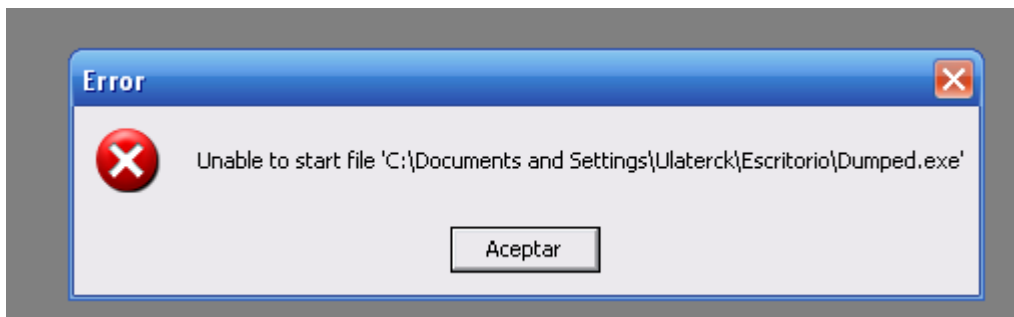 Error
Unable to start file 'C:\Documents and Settings\Ulaterck\Escritorio\Dumped.exe'
Aceptar